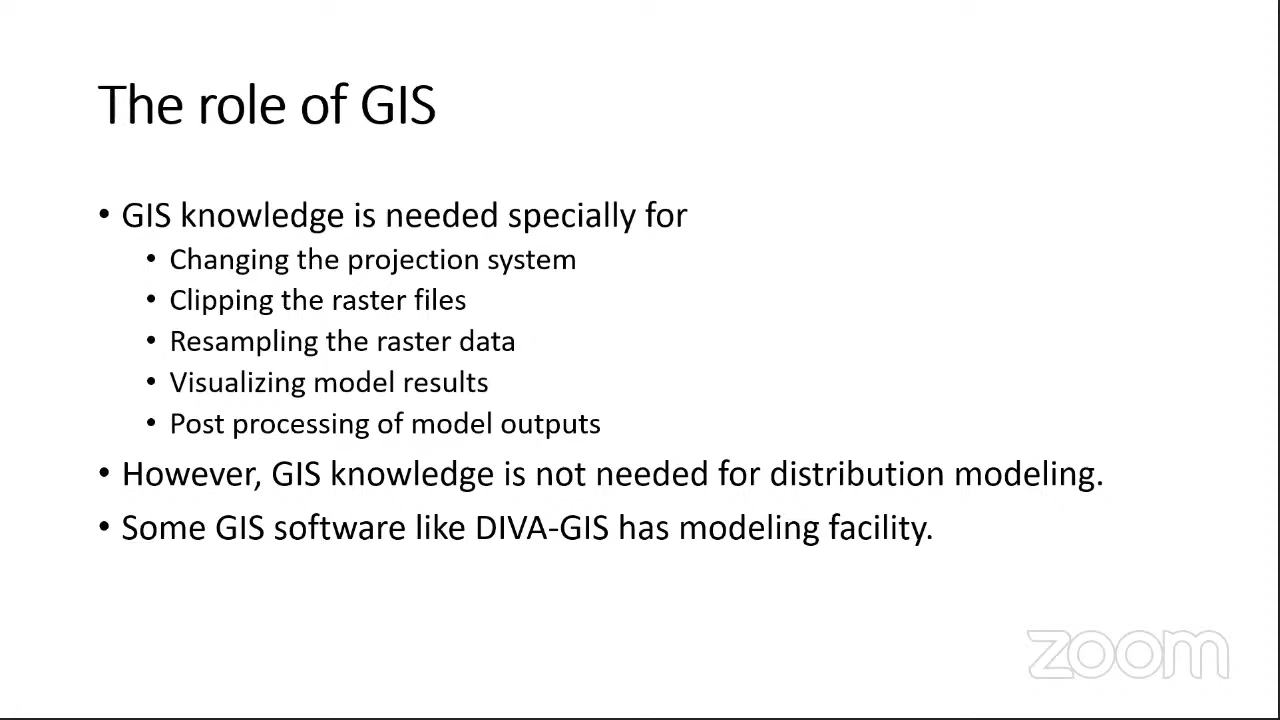 The role of GIS
• GIS knowledge is needed specially for
• Changing the projection system
• Clipping the raster files
• Resampling the raster data
• Visualizing model results
• Post processing of model outputs
• However, GIS knowledge is not needed for distribution modeling.
• Some GIS software like DIVA-GIS has modeling facility.
zoom